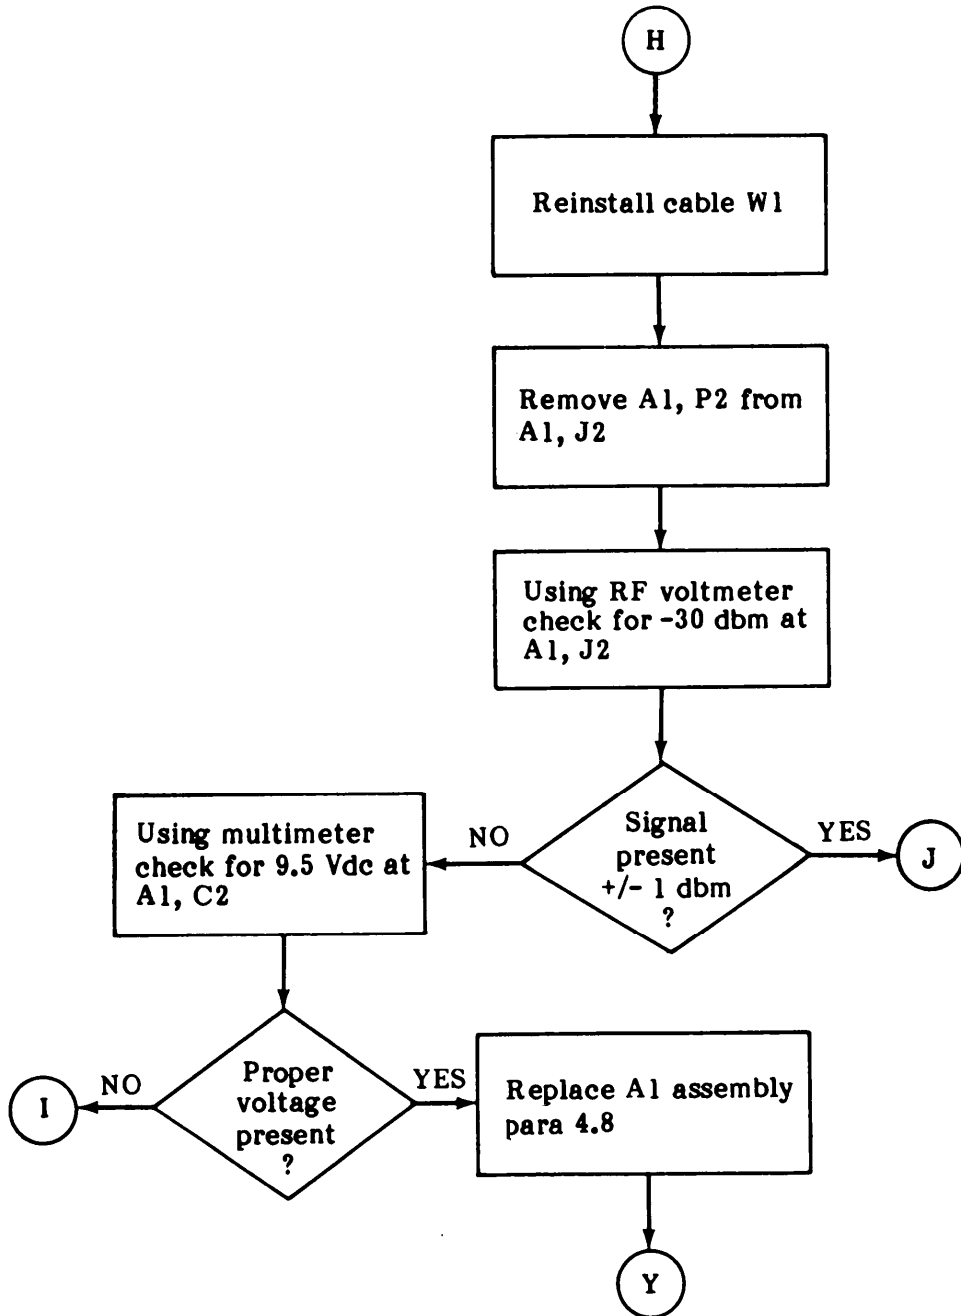 H
Reinstall cable W1
Remove A1, P2 from
A1, J2
Using RF voltmeter
check for -30 dbm at
A1, J2
Signal
present
+/- 1 dbm
?
YES
J
NO
Using multimeter
check for 9.5 Vdc at
A1, C2
Proper
voltage
present
?
NO
I
YES
Replace A1 assembly
para 4.8
Y